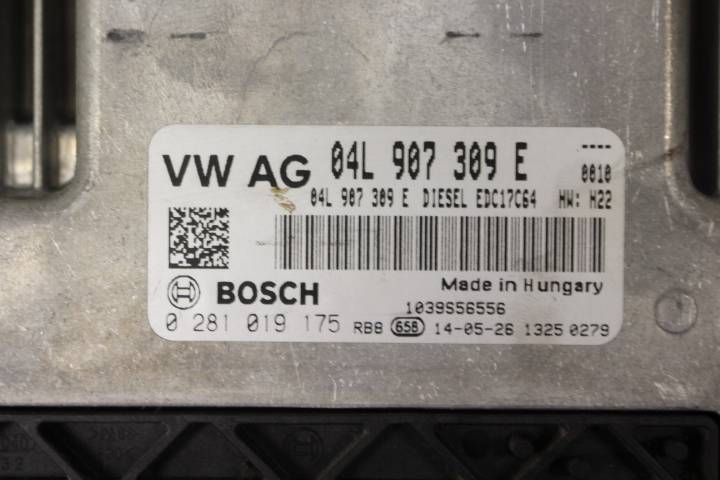 VW AG 04L 907 309 E ----
0010
04L 907 309 E DIESEL EDC17C64 HW: H22
BOSCH Made in Hungary
1039S56556
0 281 019 175 RBB 658 14-05-26 1325 0279